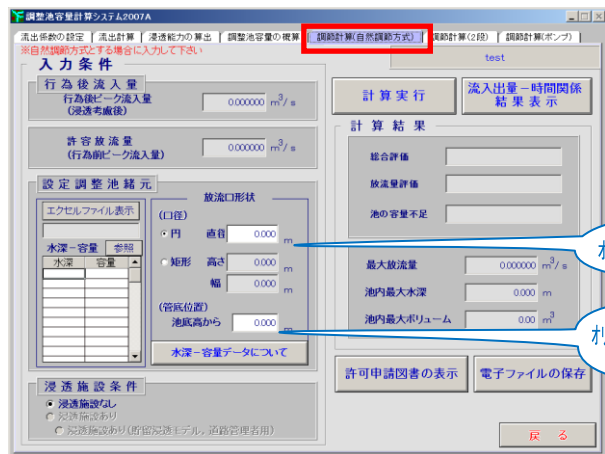 調整池容量計算システム2007A
流出係数の設定 流出計算 浸透能力の算出 調整池容量の概算 調節計算(自然調節方式) 調節計算(2段) 調節計算(ポンプ)
※自然調節方式とする場合に入力して下さい
test
入力条件
行為後流入量
行為後ピーク流入量
(浸透考慮後)
0.000000 m3/s
許容放流量
(行為前ピーク流入量)
0.000000 m3/s
設定調整池緒元
エクセルファイル表示
水深-容量 参照
水深 容量
放流口形状
(口径)
円 直径 0.000 m
矩形 高さ 0.000 m
幅 0.000 m
(管底位置)
池底高から 0.000 m
水深-容量データについて
浸透施設条件
浸透施設なし
浸透施設あり
浸透施設あり(貯留浸透モデル, 道路管理者用)
計算実行
流入出量-時間関係
結果表示
計算結果
総合評価
放流量評価
池の容量不足
最大放流量 0.000000 m3/s
池内最大水深 0.000 m
池内最大ボリューム 0.00 m3
許可申請図書の表示
電子ファイルの保存
戻る